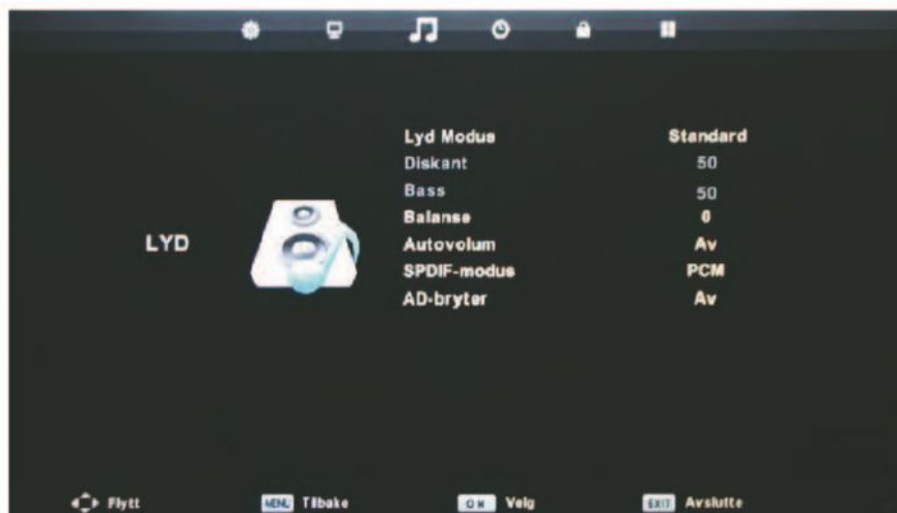 Lyd Modus Standard
Diskant 50
Bass 50
LYD
Balanse 0
Autovolum Av
SPDIF-modus PCM
AD-bryter Av
Flytt MENU Tilbake OK Velg EXIT Avslutte